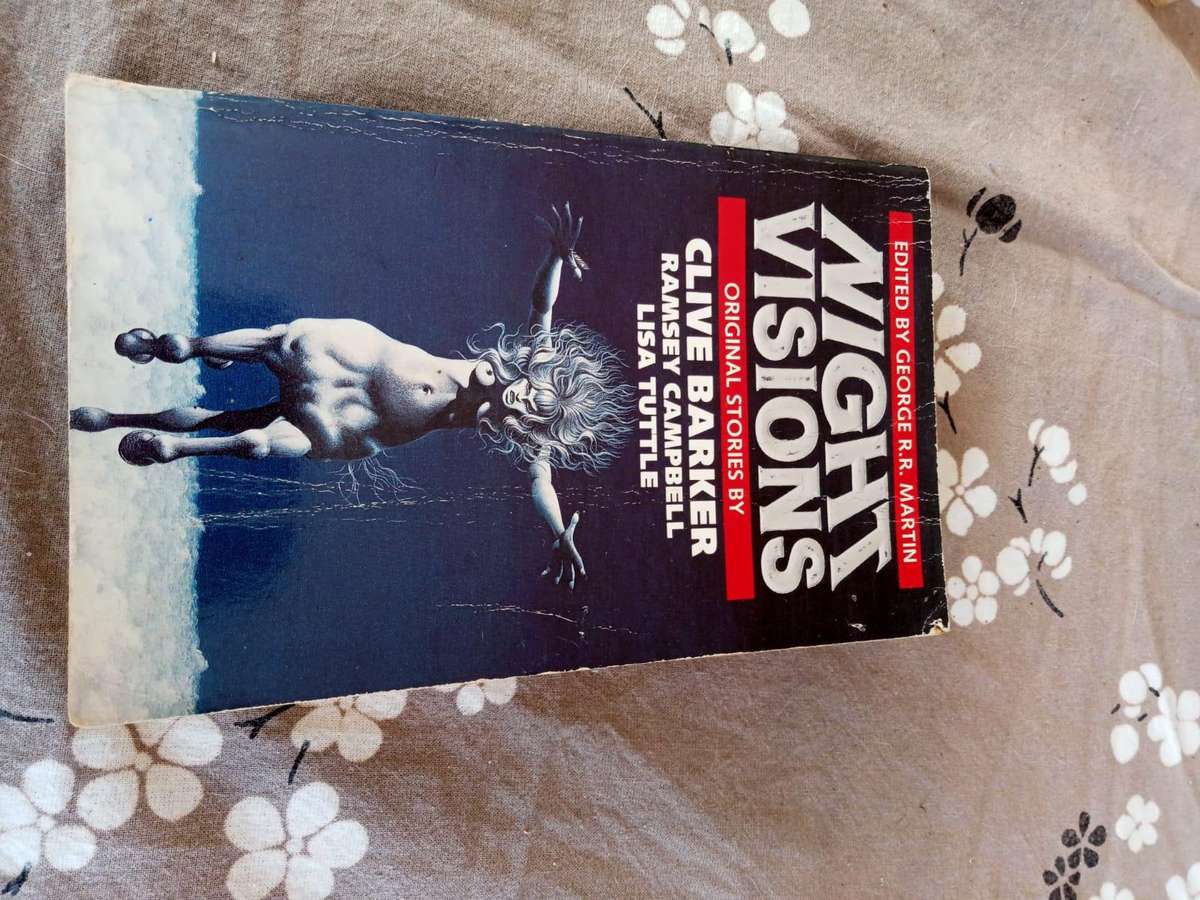 EDITED BY GEORGE R.R. MARTIN
NIGHT
VISIONS
ORIGINAL STORIES BY
CLIVE BARKER
RAMSEY CAMPBELL
LISA TUTTLE